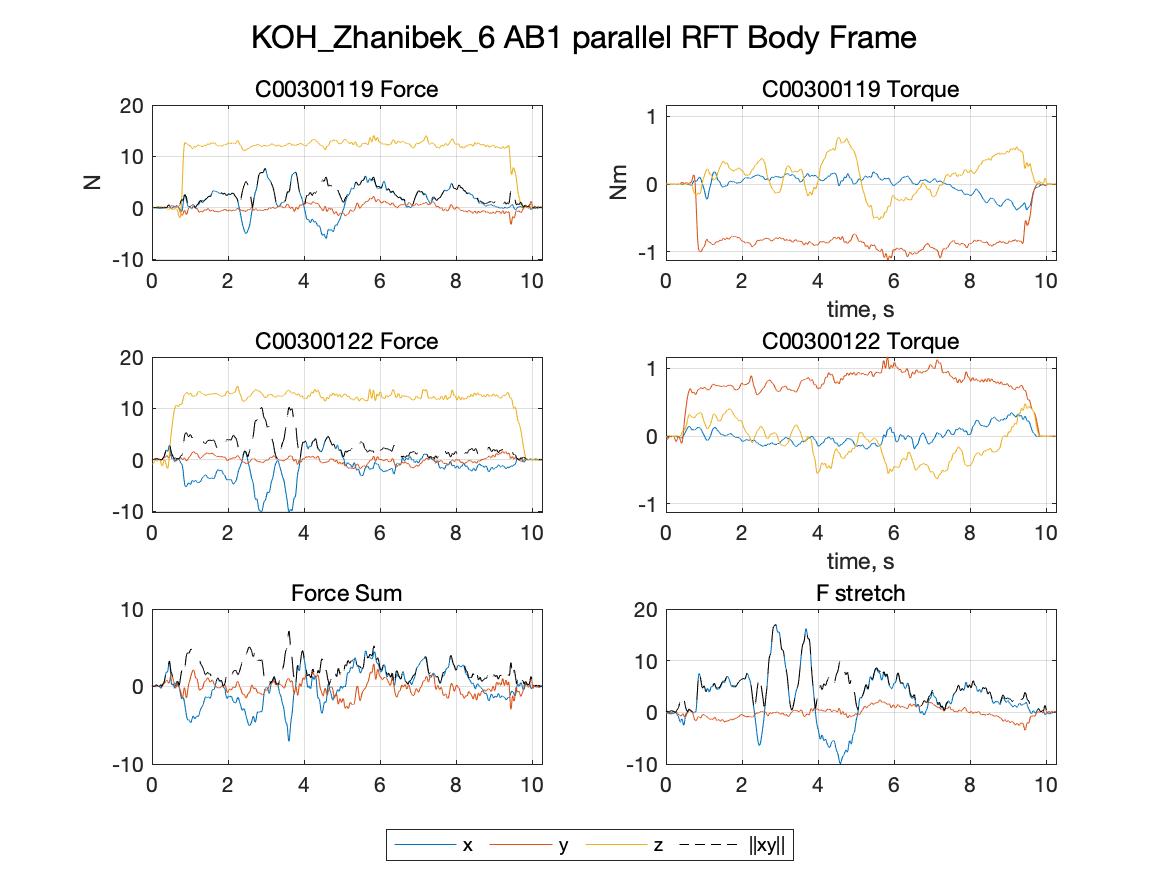 KOH_Zhanibek_6 AB1 parallel RFT Body Frame
C00300119 Force
20
10
0
-10
N
0 2 4 6 8 10
C00300119 Torque
1
0
-1
Nm
0 2 4 6 8 10
time, s
C00300122 Force
20
10
0
-10
0 2 4 6 8 10
C00300122 Torque
1
0
-1
0 2 4 6 8 10
time, s
Force Sum
10
0
-10
0 2 4 6 8 10
F stretch
20
10
0
-10
0 2 4 6 8 10
x y z ||xy||